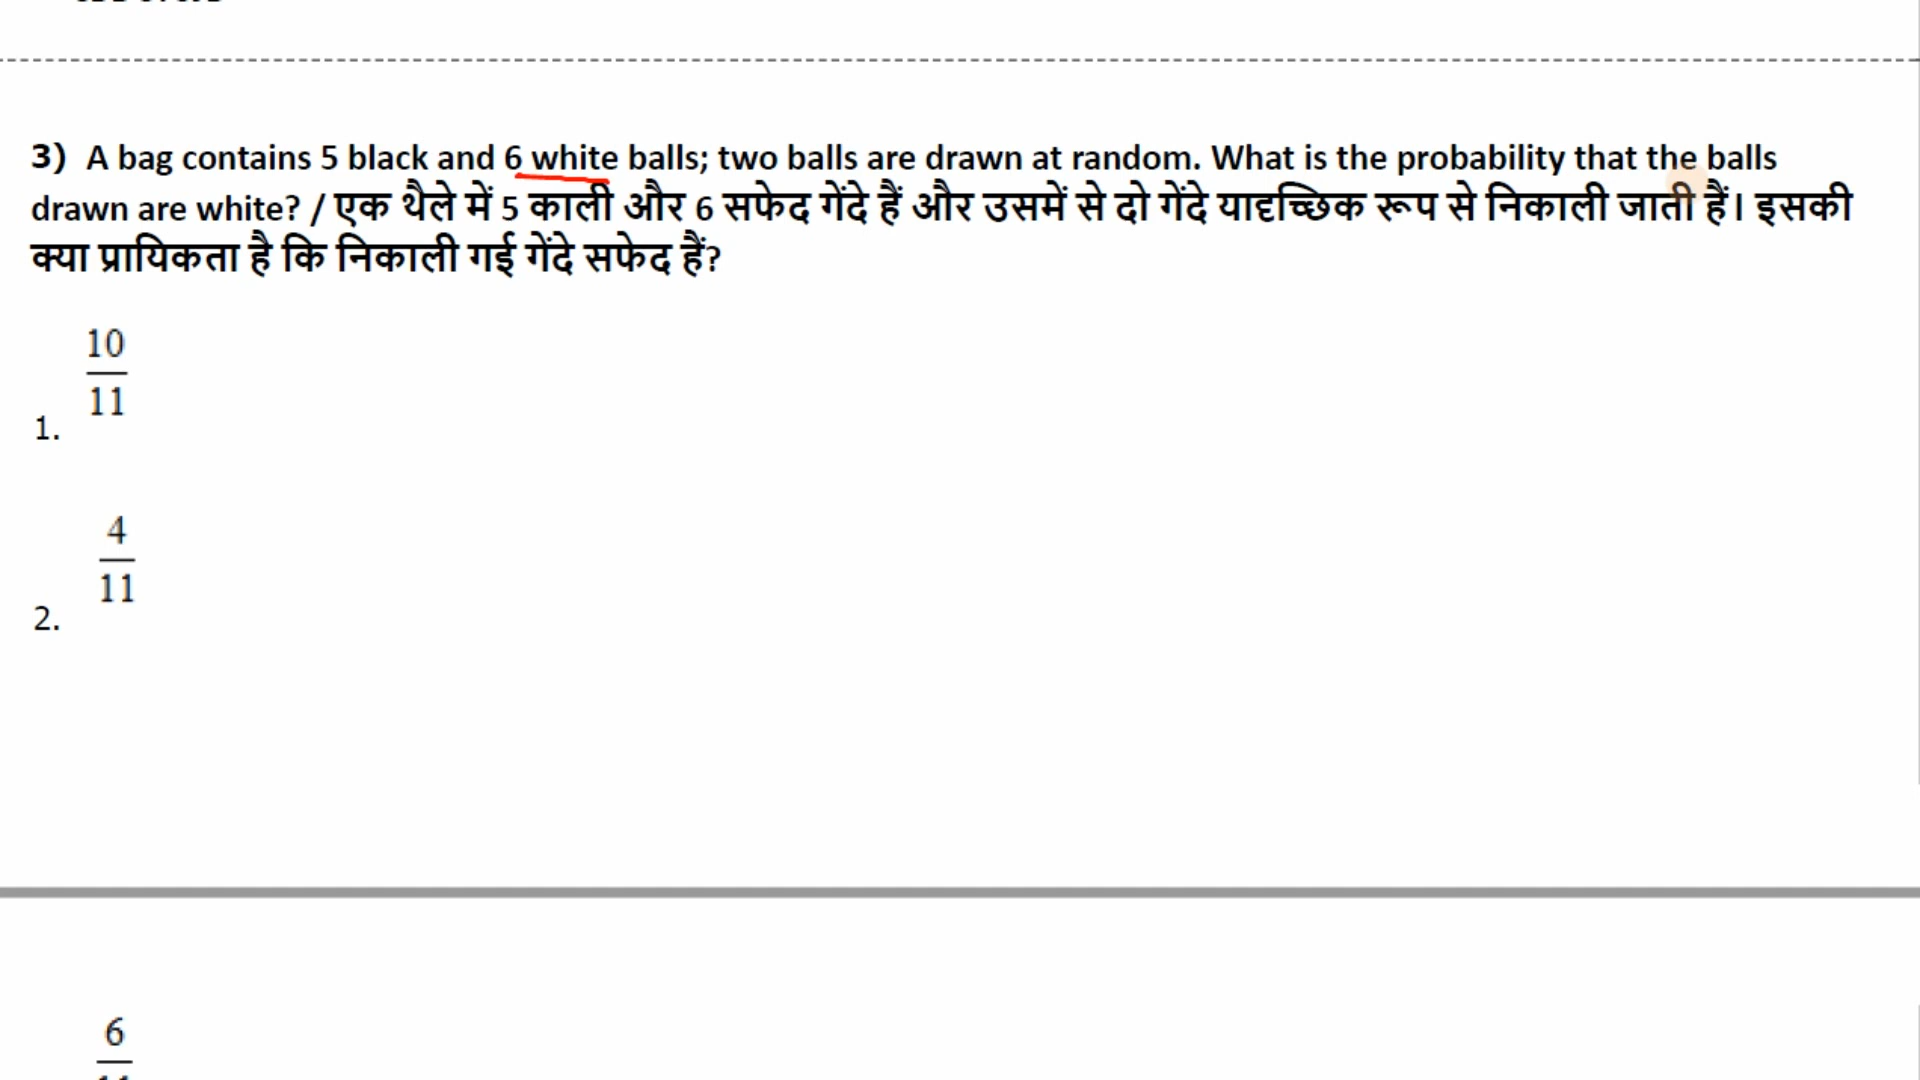 3) A bag contains 5 black and 6 white balls; two balls are drawn at random. What is the probability that the balls
drawn are white? / एक थैले में 5 काली और 6 सफेद गेंदे हैं और उसमें से दो गेंदे यादृच्छिक रूप से निकाली जाती हैं। इसकी
क्या प्रायिकता है कि निकाली गई गेंदे सफेद हैं?
10
11
1.
4
11
2.
6